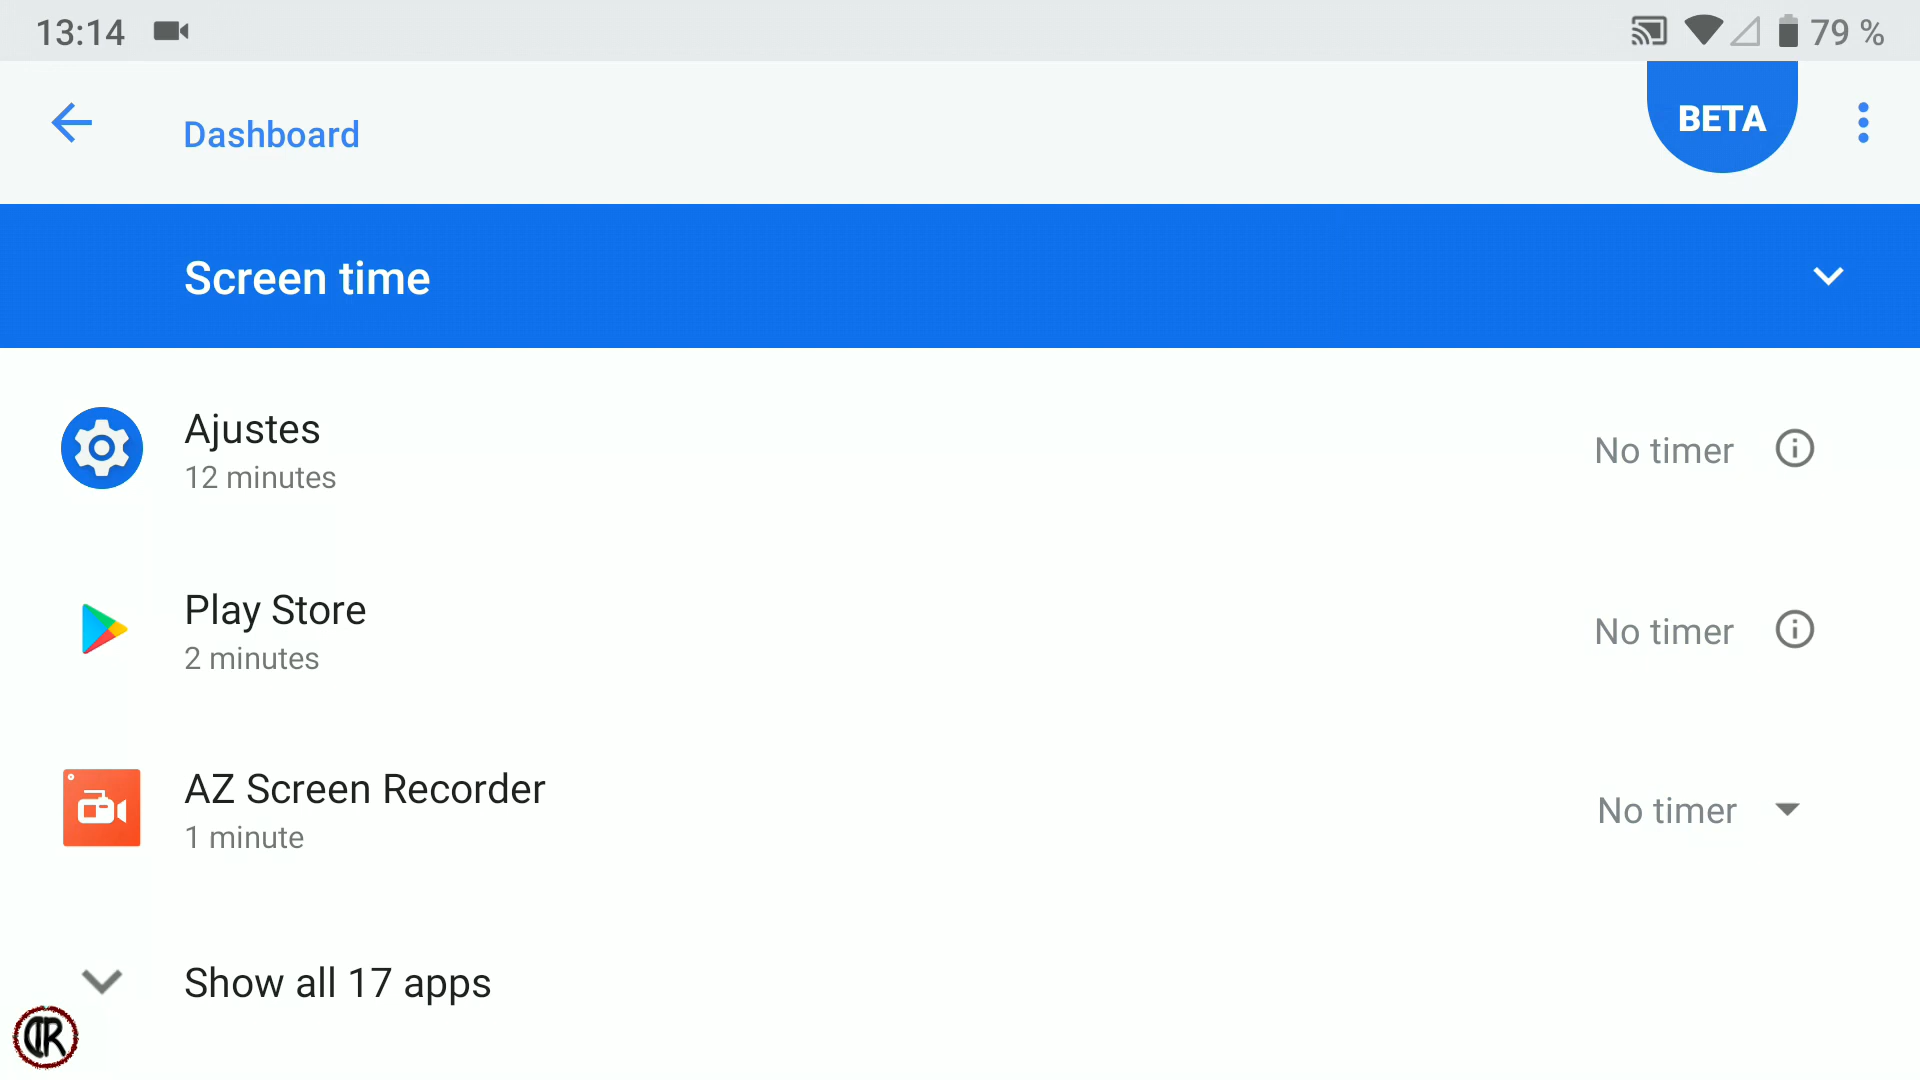 13:14
79 %
Dashboard
BETA
Screen time
Ajustes
12 minutes
No timer
Play Store
2 minutes
No timer
AZ Screen Recorder
1 minute
No timer
Show all 17 apps
DR